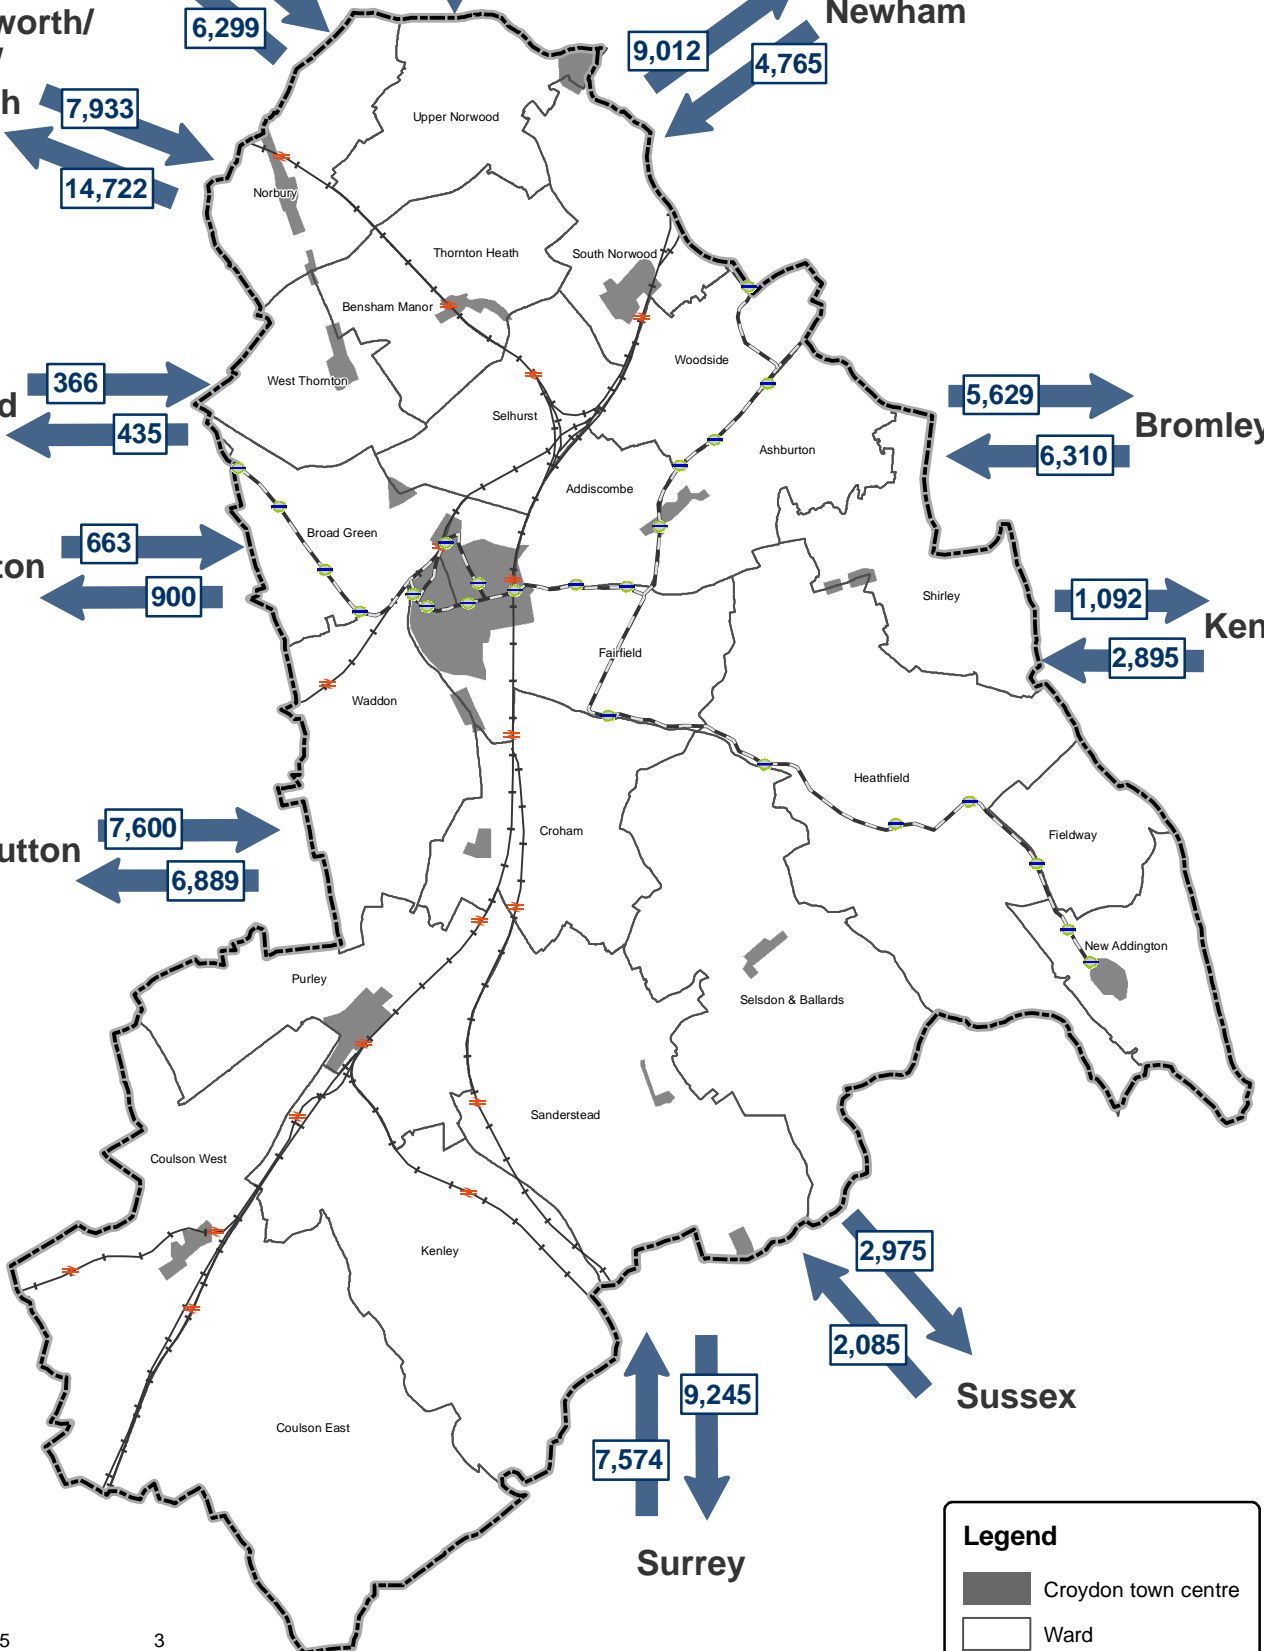 worth/
6,299
Newham
9,012
4,765
h
7,933
14,722
Upper Norwood
Norbury
Thornton Heath
South Norwood
Bensham Manor
West Thornton
Woodside
366
d
435
Selhurst
5,629
Bromley
6,310
Ashburton
Addiscombe
Broad Green
663
ton
900
Shirley
1,092
Ken
2,895
Fairfield
Waddon
Heathfield
7,600
utton
6,889
Croham
Fieldway
New Addington
Purley
Selsdon & Ballards
Sanderstead
Coulson West
Kenley
2,975
2,085
Sussex
9,245
7,574
Coulson East
Surrey
Legend
Croydon town centre
Ward
5 3